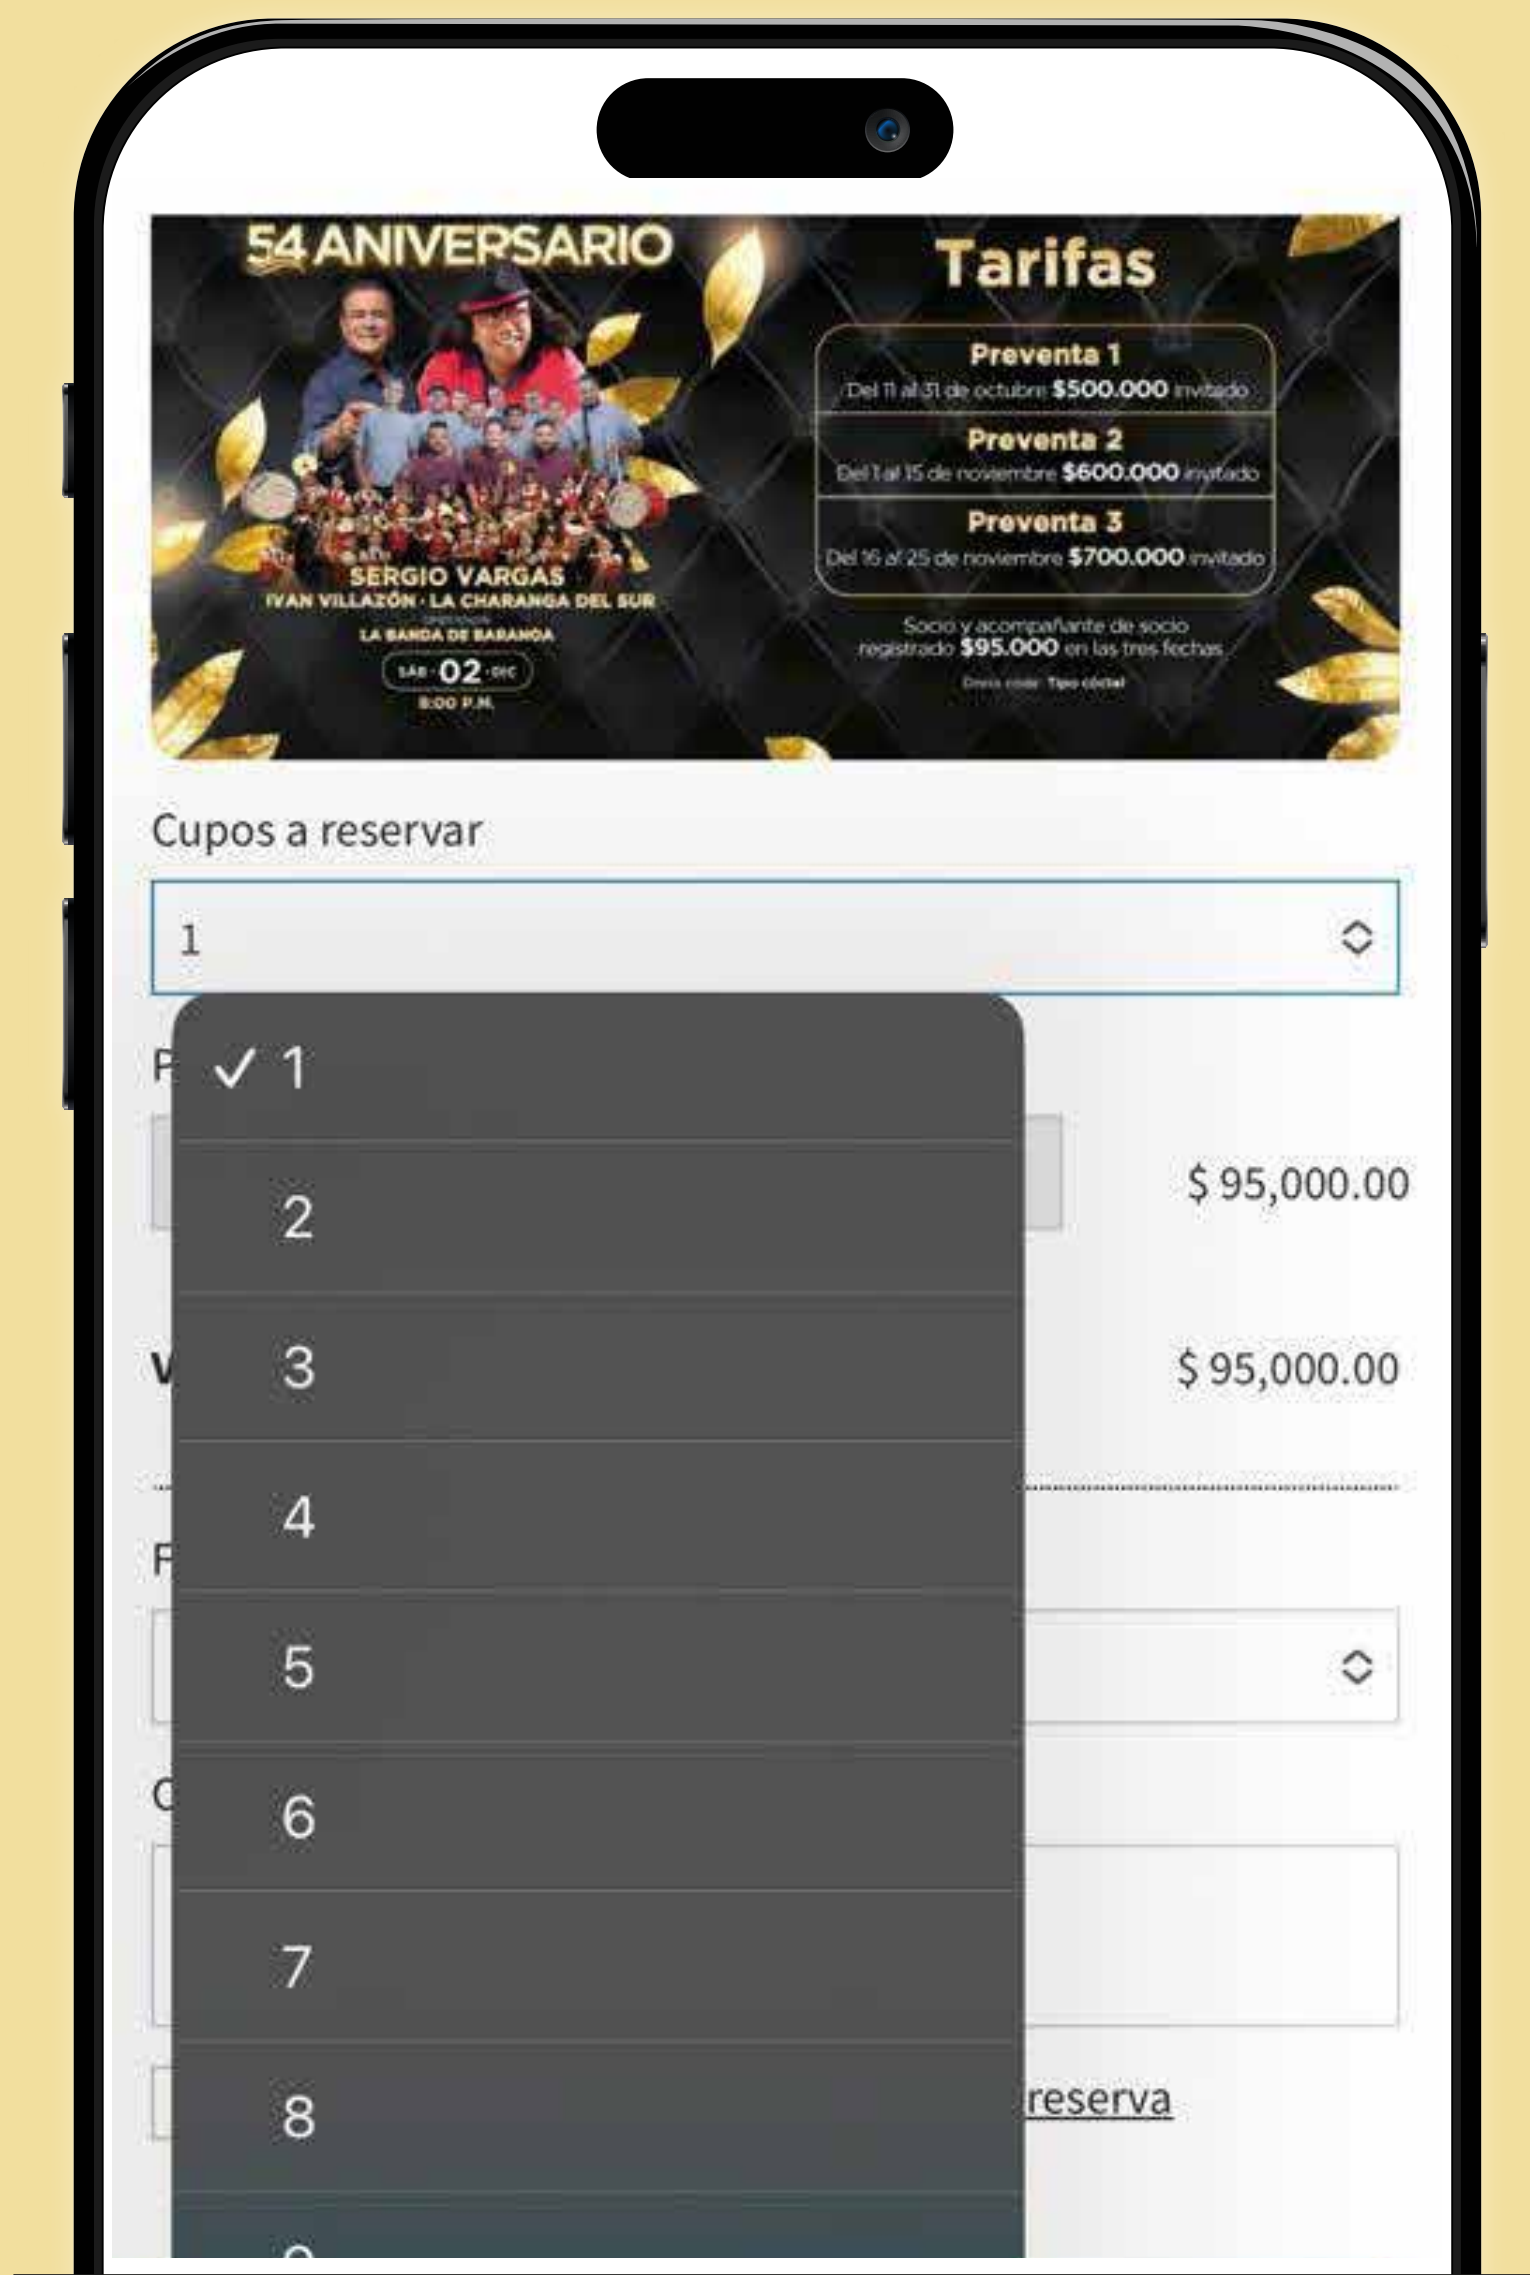 54 ANIVERSARIO
SERGIO VARGAS
IVAN VILLAZÓN · LA CHARANGA DEL SUR
LA BANDA DE BARANOA
SÁB · 02 · DIC
8:00 P.M.
Tarifas
Preventa 1
Del 11 al 31 de octubre $500.000 invitado
Preventa 2
Del 1 al 15 de noviembre $600.000 invitado
Preventa 3
Del 16 al 25 de noviembre $700.000 invitado
Socio y acompañante de socio
registrado $95.000 en las tres fechas
Dress code: Tipo cóctel
Cupos a reservar
1
✓ 1
2
$ 95,000.00
3
$ 95,000.00
4
5
6
7
8
reserva